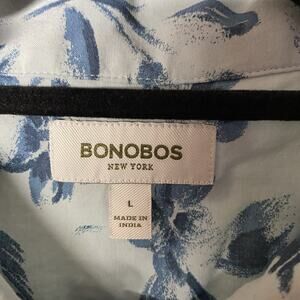 BONOBOS
NEW YORK
L
MADE IN
INDIA